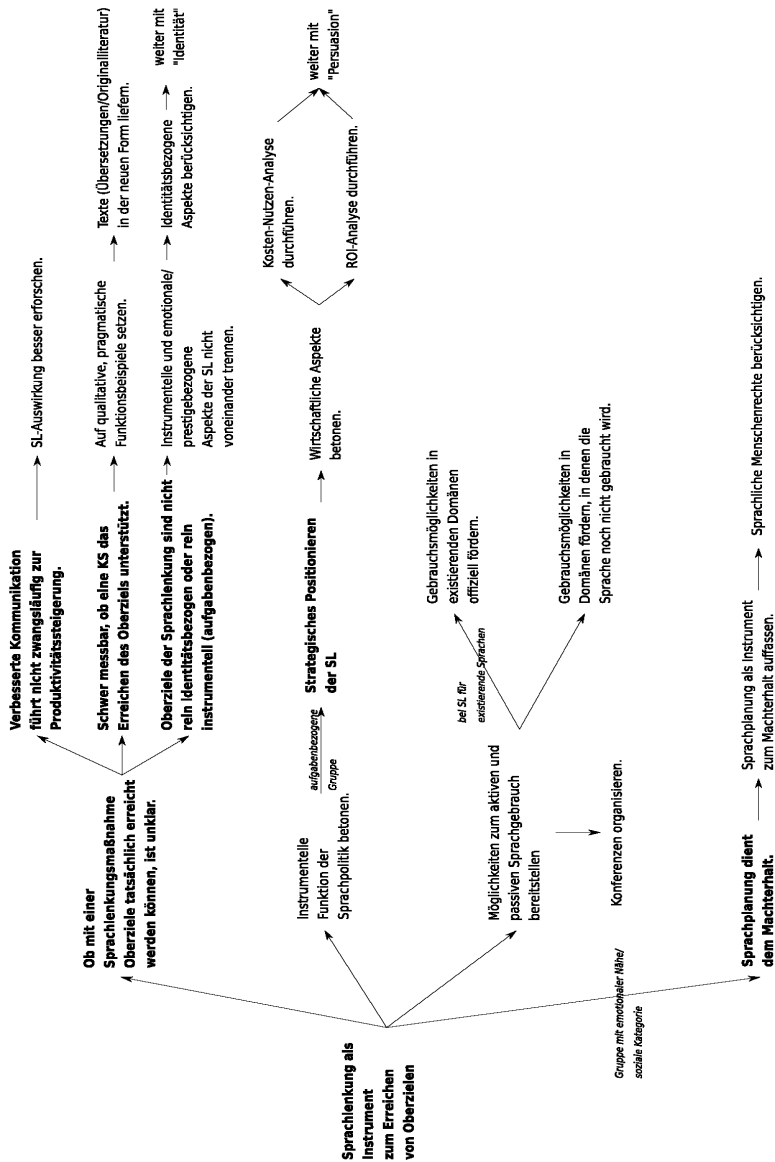 Sprachlenkung als
Instrument
zum Erreichen
von Oberzielen
Ob mit einer
Sprachlenkungsmaßnahme
Oberziele tatsächlich erreicht
werden können, ist unklar.
Verbesserte Kommunikation
führt nicht zwangsläufig zur
Produktivitätssteigerung.
SL-Auswirkung besser erforschen.
Schwer messbar, ob eine KS das
Erreichen des Oberziels unterstützt.
Auf qualitative, pragmatische
Funktionsbeispiele setzen.
Texte (Übersetzungen/Originalliteratur)
in der neuen Form liefern.
Oberziele der Sprachlenkung sind nicht
rein identitätsbezogen oder rein
instrumentell (aufgabenbezogen).
Instrumentelle und emotionale/
prestigebezogene
Aspekte der SL nicht
voneinander trennen.
Identitätsbezogene
Aspekte berücksichtigen.
weiter mit
"Identität"
Instrumentelle
Funktion der
Sprachpolitik betonen.
aufgabenbezogene
Gruppe
Strategisches Positionieren
der SL
Wirtschaftliche Aspekte
betonen.
Kosten-Nutzen-Analyse
durchführen.
ROI-Analyse durchführen.
weiter mit
"Persuasion"
Möglichkeiten zum aktiven und
passiven Sprachgebrauch
bereitstellen
Konferenzen organisieren.
bei SL für
existierende Sprachen
Gebrauchsmöglichkeiten in
existierenden Domänen
offiziell fördern.
Gebrauchsmöglichkeiten in
Domänen fördern, in denen die
Sprache noch nicht gebraucht wird.
Gruppe mit emotionaler Nähe/
soziale Kategorie
Sprachplanung dient
dem Machterhalt.
Sprachplanung als Instrument
zum Machterhalt auffassen.
Sprachliche Menschenrechte berücksichtigen.